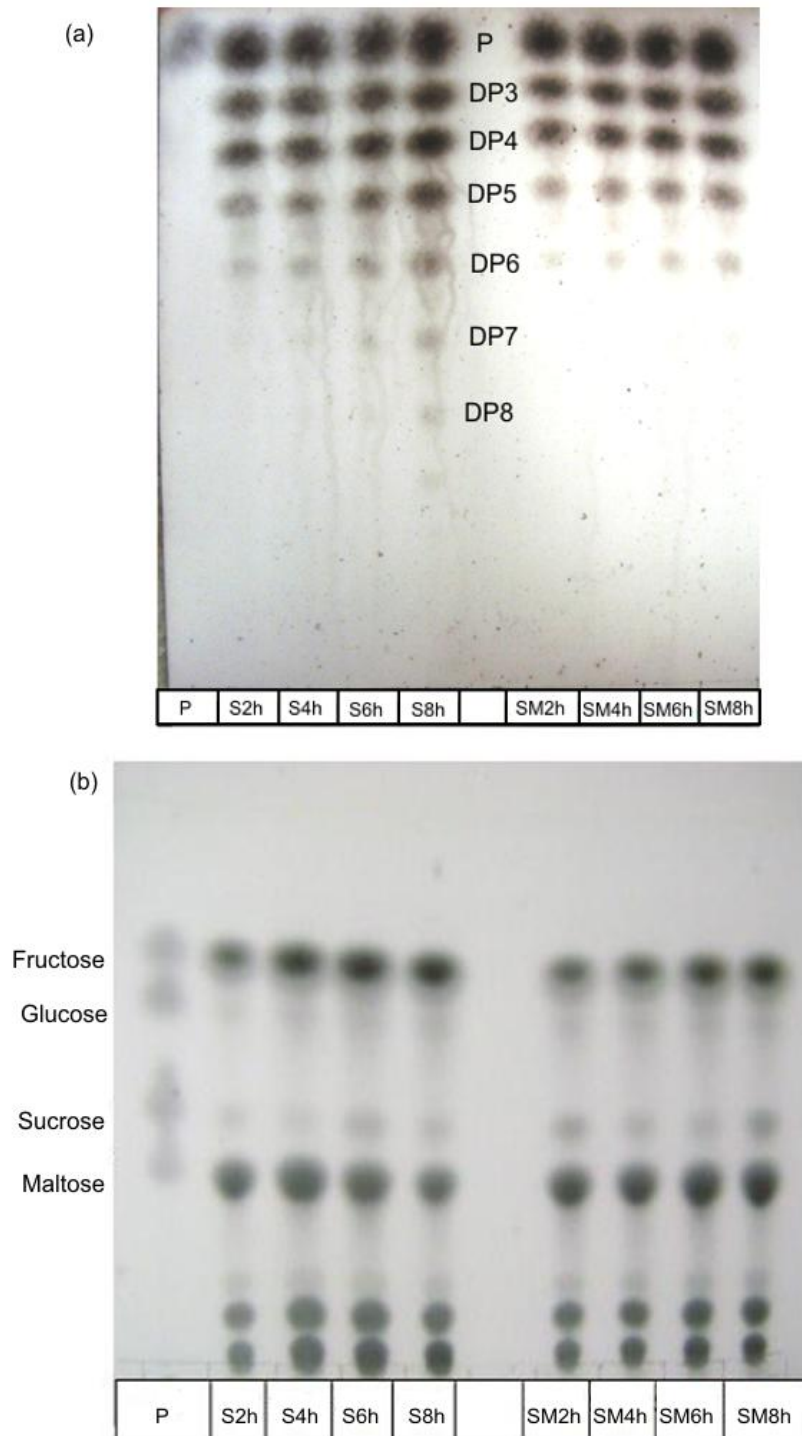 (a)
P
DP3
DP4
DP5
DP6
DP7
DP8
P S2h S4h S6h S8h SM2h SM4h SM6h SM8h
(b)
Fructose
Glucose
Sucrose
Maltose
P S2h S4h S6h S8h SM2h SM4h SM6h SM8h